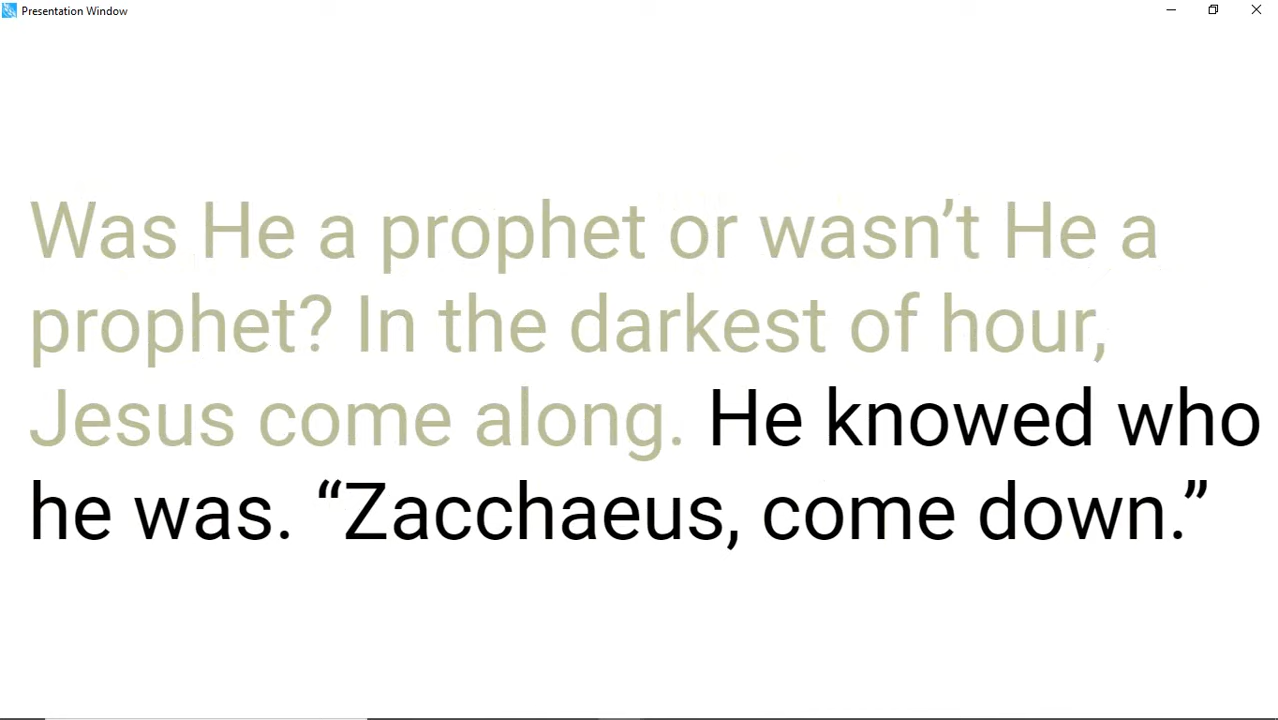 Presentation Window
Was He a prophet or wasn’t He a
prophet? In the darkest of hour,
Jesus come along. He knowed who
he was. “Zacchaeus, come down.”